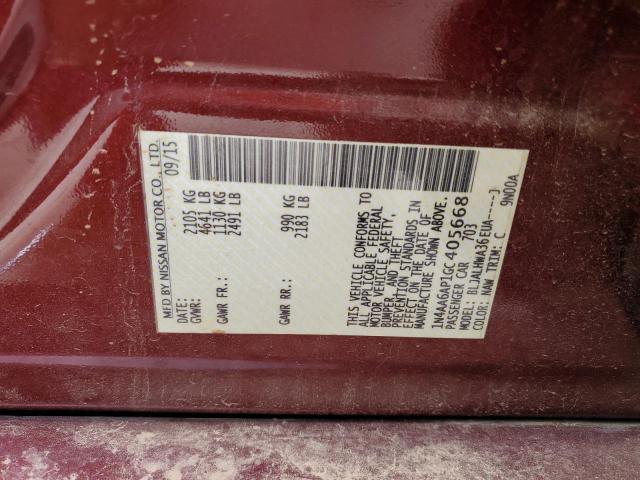 MFD BY NISSAN MOTOR CO., LTD.
DATE: 09/15
GVWR: 2105 KG
4641 LB
GAWR FR: 1130 KG
2491 LB
GAWR RR: 990 KG
2183 LB
THIS VEHICLE CONFORMS TO
ALL APPLICABLE FEDERAL
MOTOR VEHICLE SAFETY,
BUMPER, AND THEFT
PREVENTION STANDARDS IN
EFFECT ON THE DATE OF
MANUFACTURE SHOWN ABOVE.
1N4AA6AP1GC405668
PASSENGER CAR 703
MODEL: BLJALHWA36EUA-----J
COLOR: NAW TRIM: C 9N00A